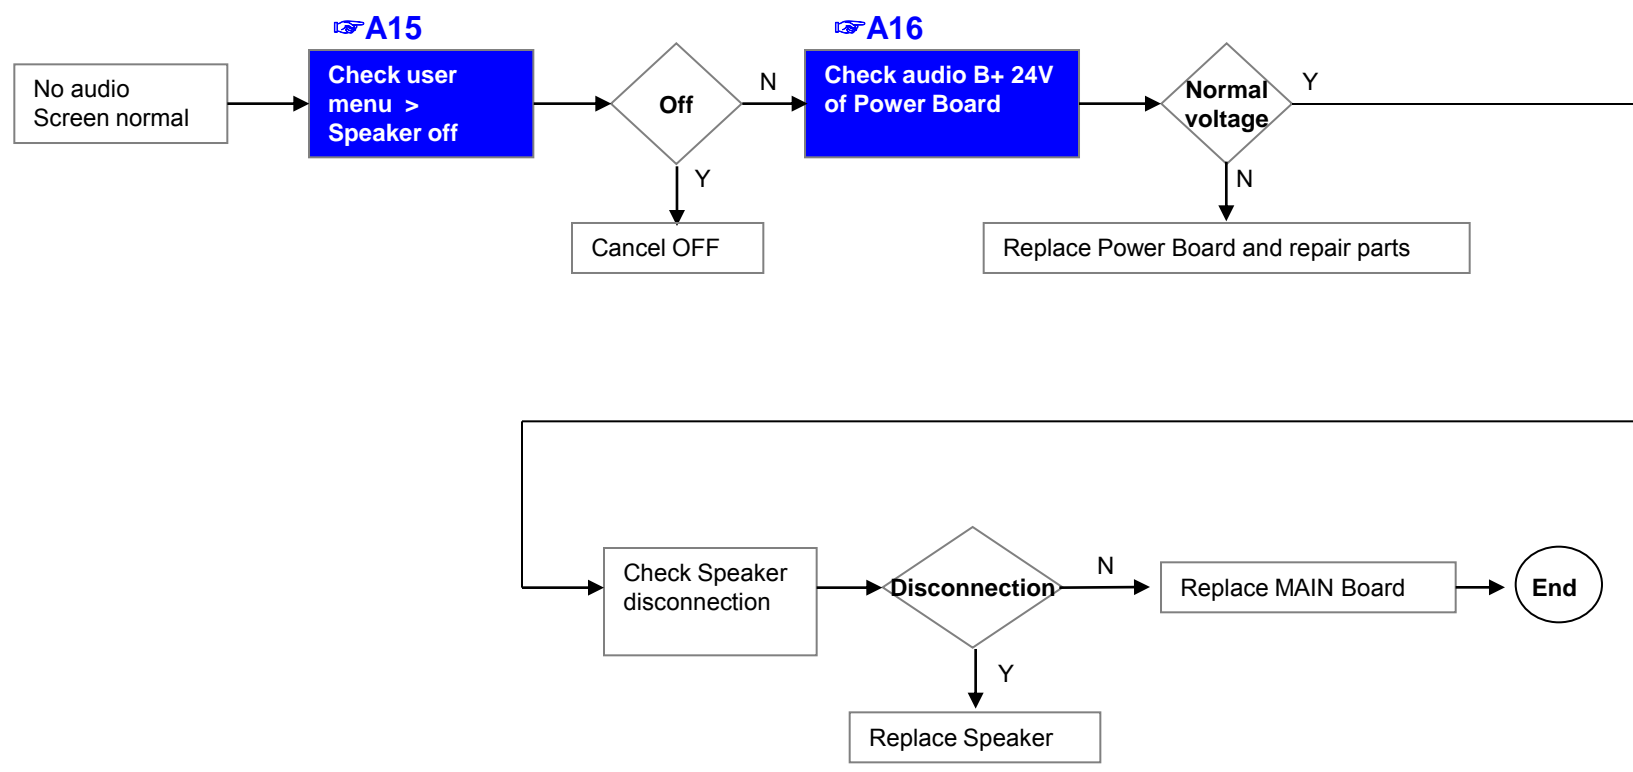 ☞A15
☞A16
No audio
Screen normal
Check user
menu >
Speaker off
Off
N
Check audio B+ 24V
of Power Board
Normal
voltage
Y
Y
N
Cancel OFF
Replace Power Board and repair parts
Check Speaker
disconnection
Disconnection
N
Replace MAIN Board
End
Y
Replace Speaker